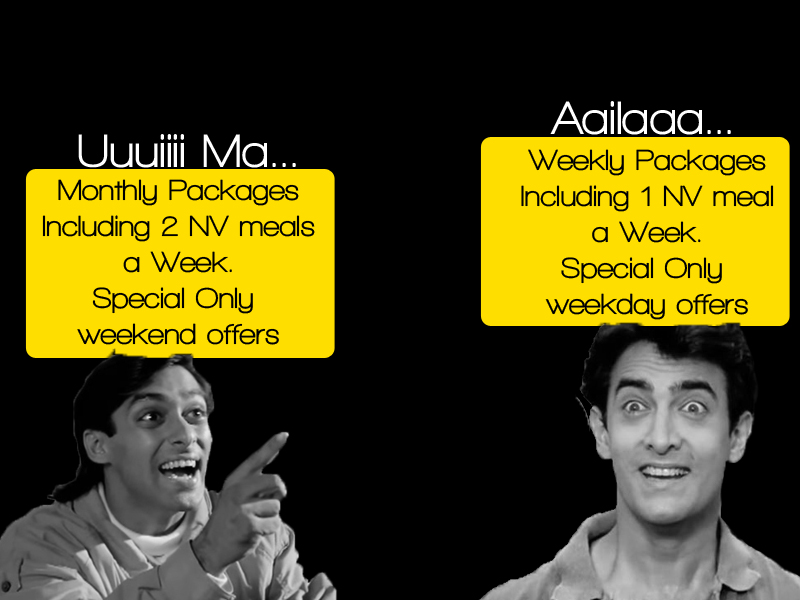 Uuuiiii Ma...
Monthly Packages
Including 2 NV meals
a Week.
Special Only
weekend offers
Aailaaa...
Weekly Packages
Including 1 NV meal
a Week.
Special Only
weekday offers